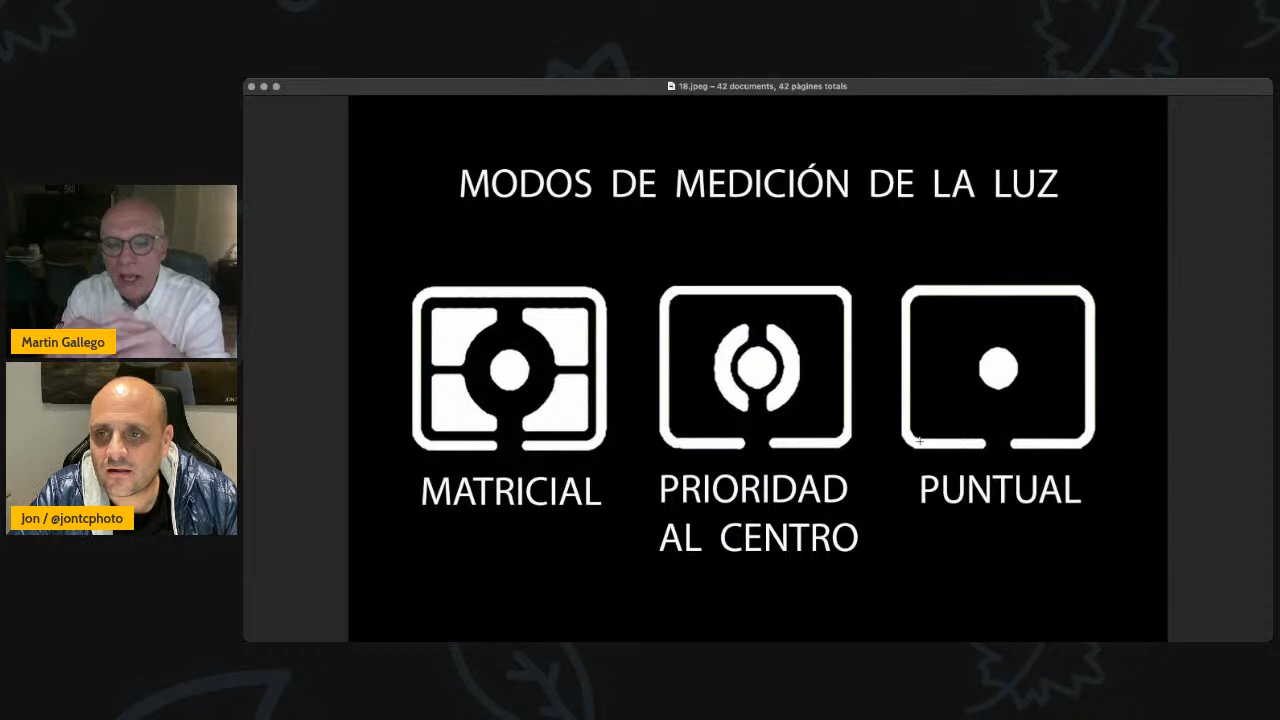 18.jpeg – 42 documents, 42 pàgines totals
MODOS DE MEDICIÓN DE LA LUZ
MATRICIAL
PRIORIDAD
AL CENTRO
PUNTUAL
Martin Gallego
JON
Jon / @jontcphoto